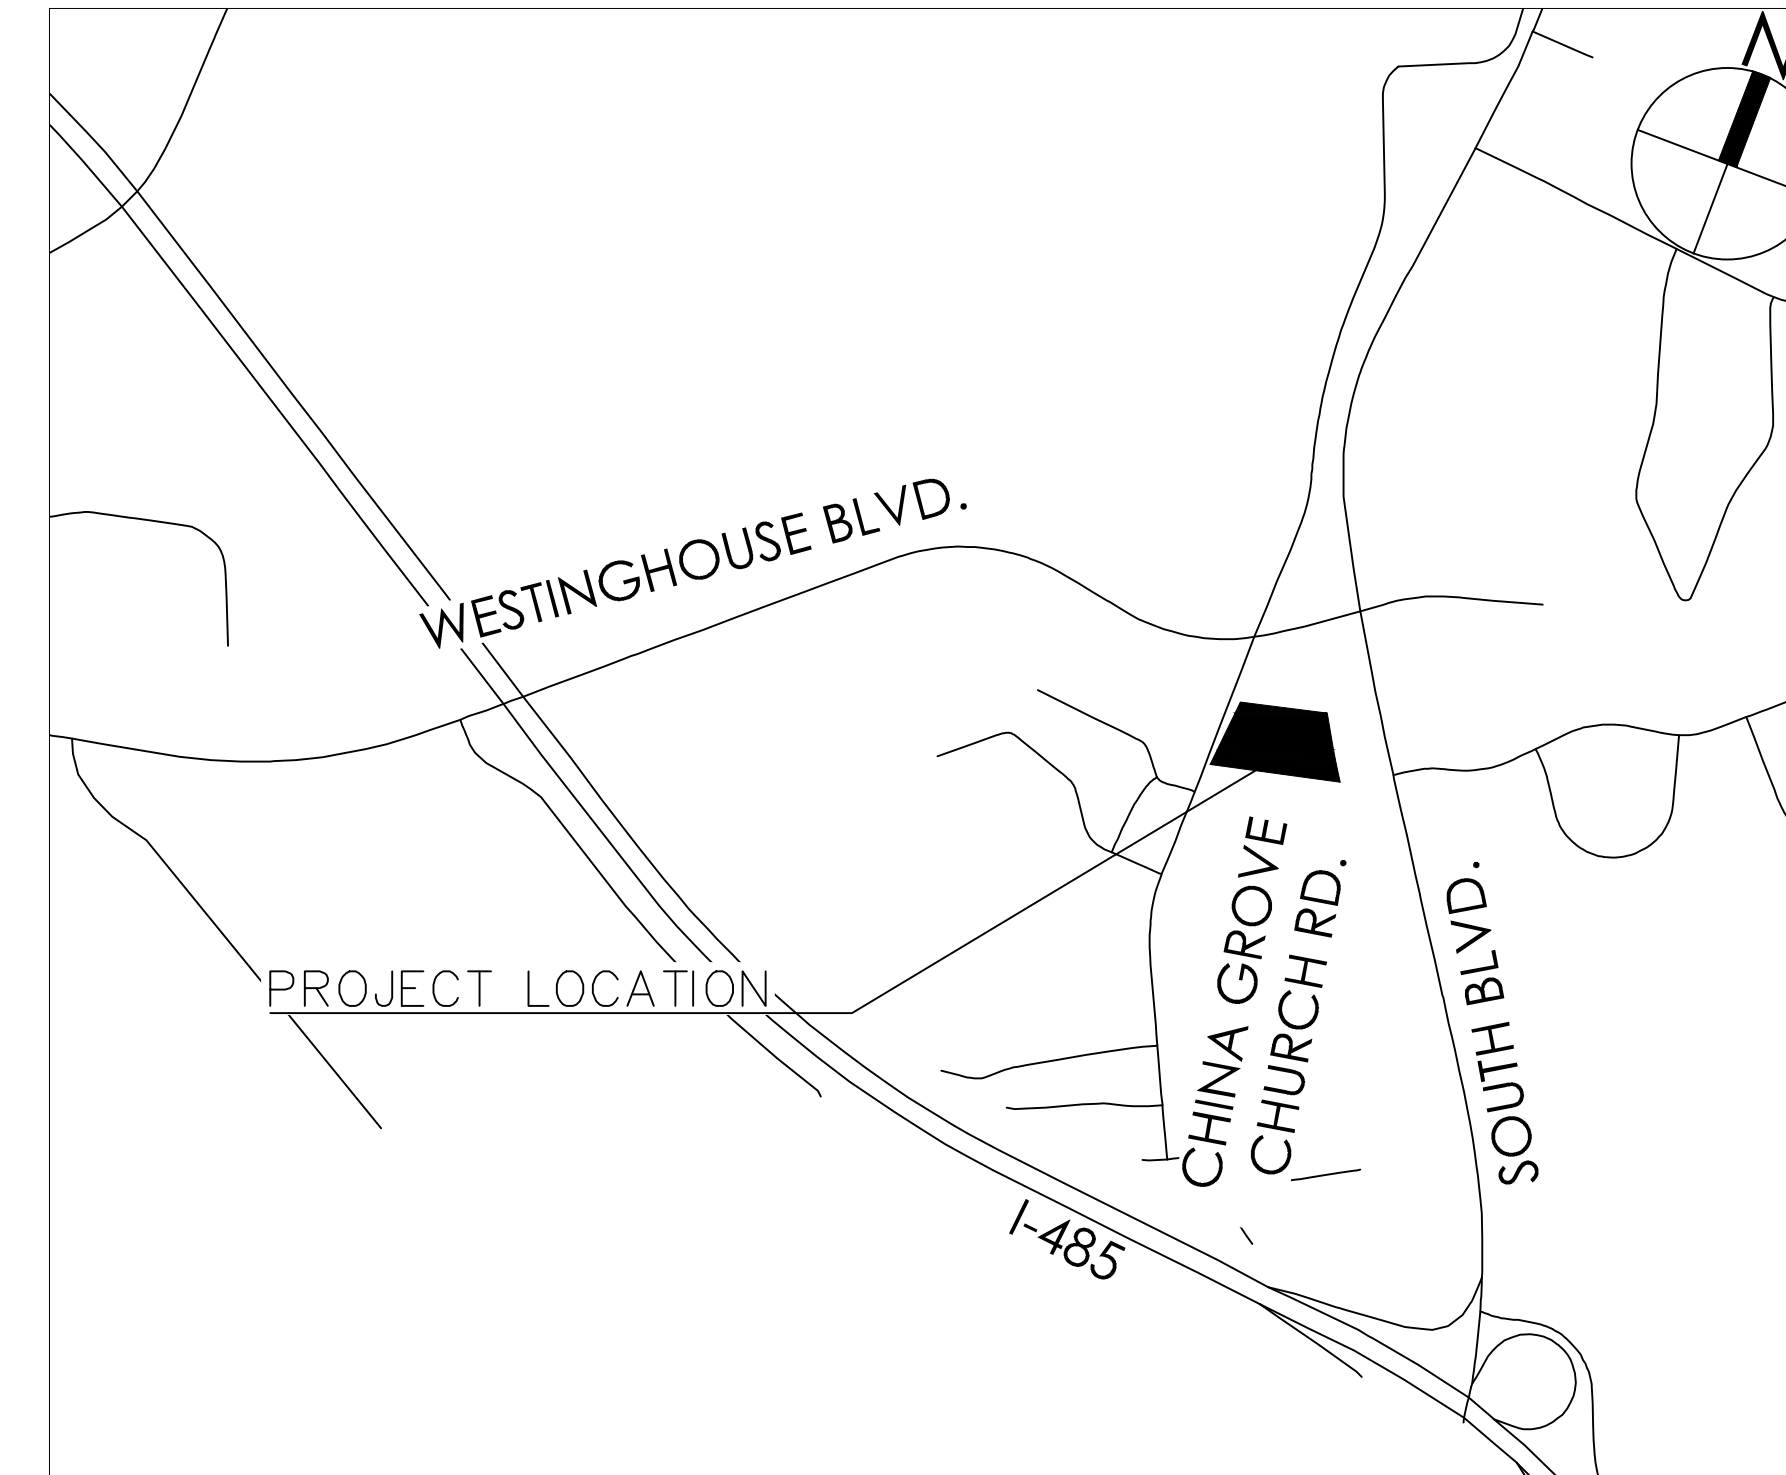 N
WESTINGHOUSE BLVD.
PROJECT LOCATION
CHINA GROVE
CHURCH RD.
SOUTH BLVD.
I-485